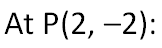 At P(2, −2):